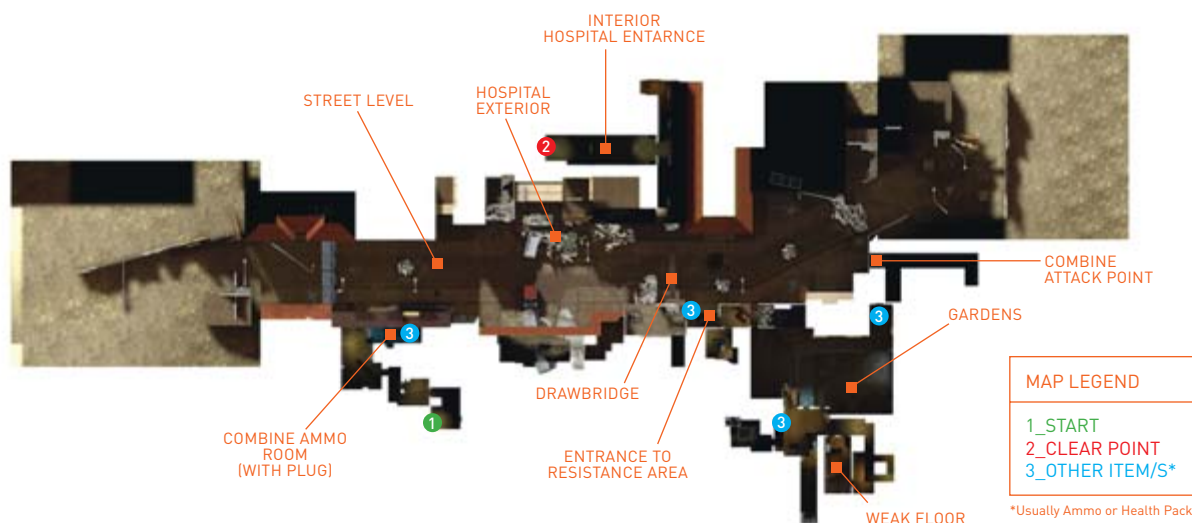 INTERIOR
HOSPITAL ENTARNCE
HOSPITAL
EXTERIOR
STREET LEVEL
2
COMBINE
ATTACK POINT
3
3
3
GARDENS
DRAWBRIDGE
1
3
COMBINE AMMO
ROOM
(WITH PLUG)
ENTRANCE TO
RESISTANCE AREA
WEAK FLOOR
MAP LEGEND
1_START
2_CLEAR POINT
3_OTHER ITEM/S*
*Usually Ammo or Health Pack